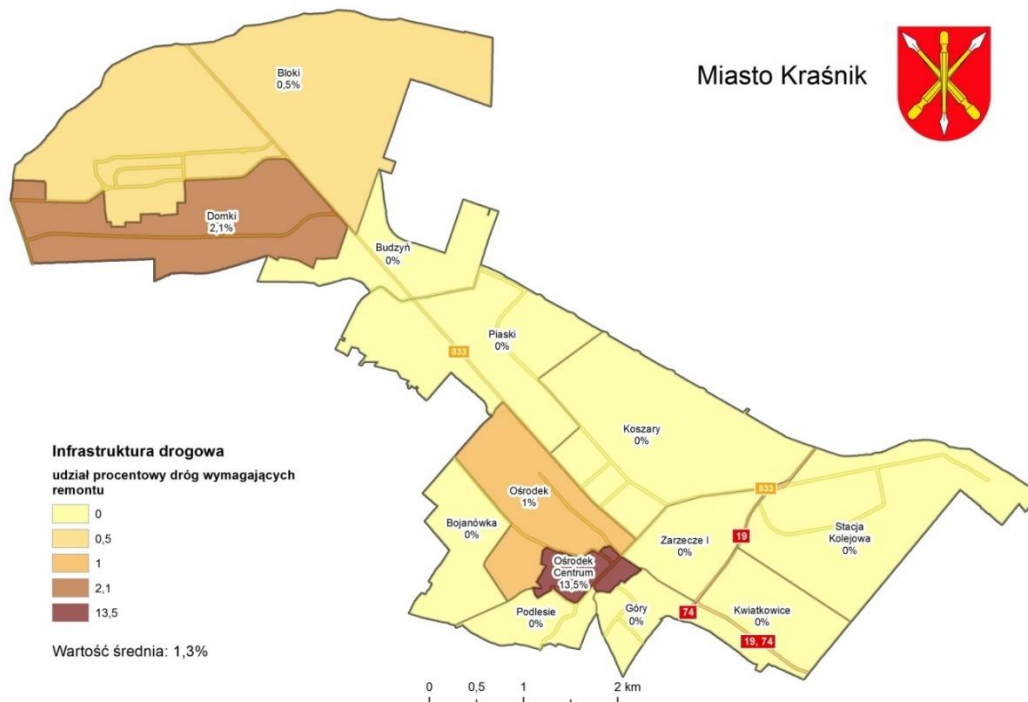 Miasto Kraśnik
Bloki
0,5%
Domki
2,1%
Budzyń
0%
Piaski
0%
833
Koszary
0%
Ośrodek
1%
Bojanówka
0%
833
Stacja
Kolejowa
0%
19
Zarzecze I
0%
Ośrodek
Centrum
13,5%
Podlesie
0%
Góry
0%
74
Kwiatkowice
0%
19, 74
Infrastruktura drogowa
udział procentowy dróg wymagających
remontu
0
0,5
1
2,1
13,5
Wartość średnia: 1,3%
0 0,5 1 2 km